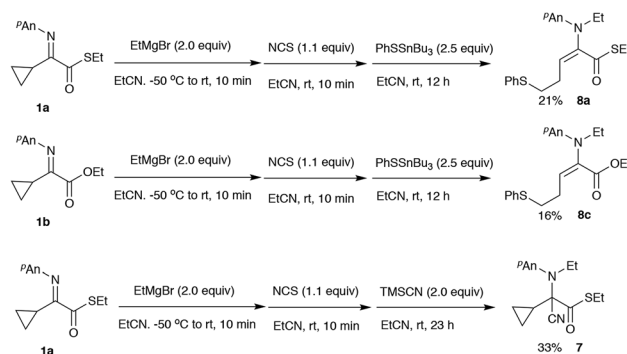 pAn N
SEt
O
1a
EtMgBr (2.0 equiv) NCS (1.1 equiv) PhSSnBu3 (2.5 equiv)
EtCN. -50 ºC to rt, 10 min EtCN, rt, 10 min EtCN, rt, 12 h
pAn N Et
SE
O
PhS
21% 8a
pAn N
OEt
O
1b
EtMgBr (2.0 equiv) NCS (1.1 equiv) PhSSnBu3 (2.5 equiv)
EtCN. -50 ºC to rt, 10 min EtCN, rt, 10 min EtCN, rt, 12 h
pAn N Et
OE
O
PhS
16% 8c
pAn N
SEt
O
1a
EtMgBr (2.0 equiv) NCS (1.1 equiv) TMSCN (2.0 equiv)
EtCN. -50 ºC to rt, 10 min EtCN, rt, 10 min EtCN, rt, 23 h
pAn N Et
SEt
CN O
33% 7